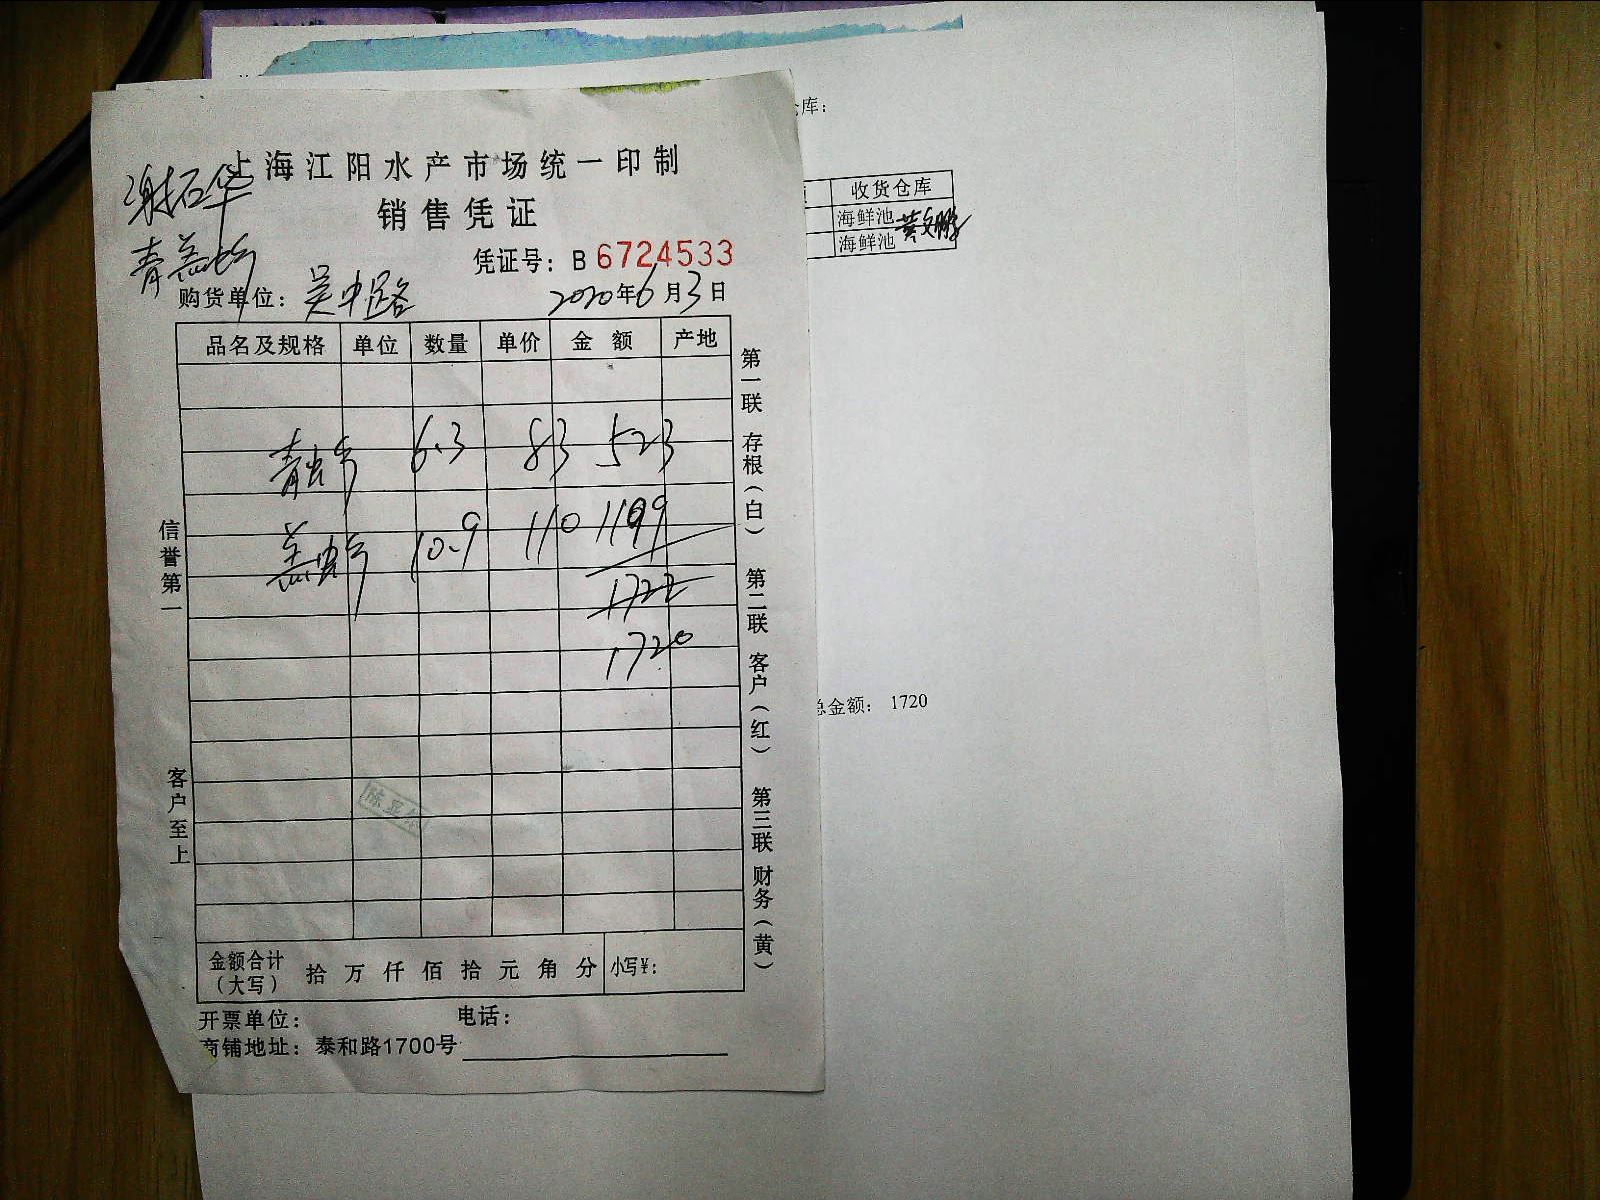 上海江阳水产市场统一印制
销售凭证
凭证号：B 6724533
购货单位：吴中路 2020年6月3日
品名及规格 单位 数量 单价 金 额 产地
6.3 83 523
10.9 110 1199
1722
1720
金额合计（大写） 拾 万 仟 佰 拾 元 角 分 小写¥：
开票单位： 电话：
商铺地址：泰和路1700号
信誉第一
客户至上
第一联 存根（白） 第二联 客户（红） 第三联 财务（黄）
库：
收货仓库
海鲜池
海鲜池
总金额： 1720